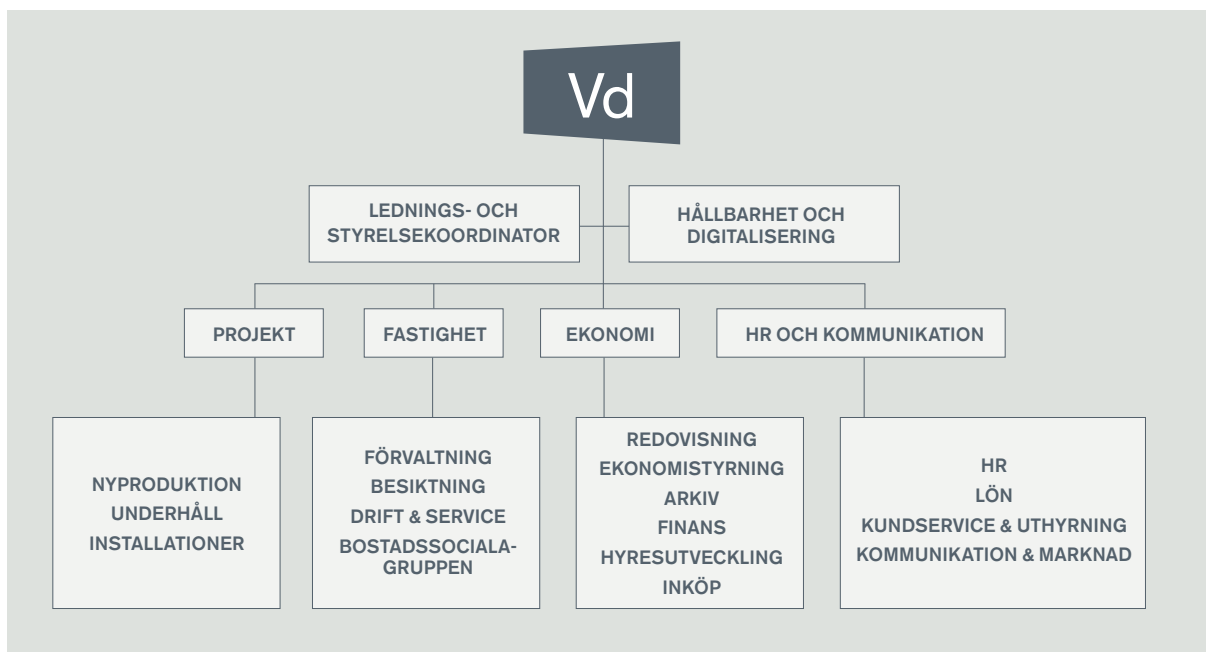 Vd
LEDNINGS- OCH
STYRELSEKOORDINATOR
HÅLLBARHET OCH
DIGITALISERING
PROJEKT
FASTIGHET
EKONOMI
HR OCH KOMMUNIKATION
NYPRODUKTION
UNDERHÅLL
INSTALLATIONER
FÖRVALTNING
BESIKTNING
DRIFT & SERVICE
BOSTADSSOCIALA-
GRUPPEN
REDOVISNING
EKONOMISTYRNING
ARKIV
FINANS
HYRESUTVECKLING
INKÖP
HR
LÖN
KUNDSERVICE & UTHYRNING
KOMMUNIKATION & MARKNAD